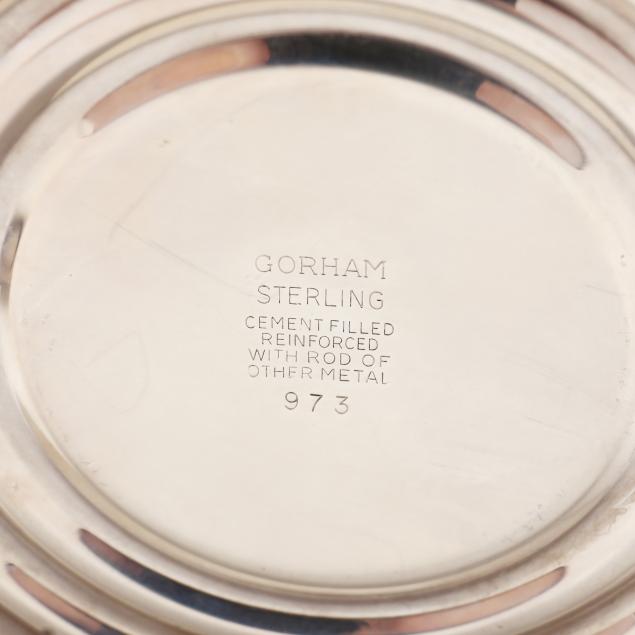 GORHAM
STERLING
CEMENT FILLED
REINFORCED
WITH ROD OF
OTHER METAL
973